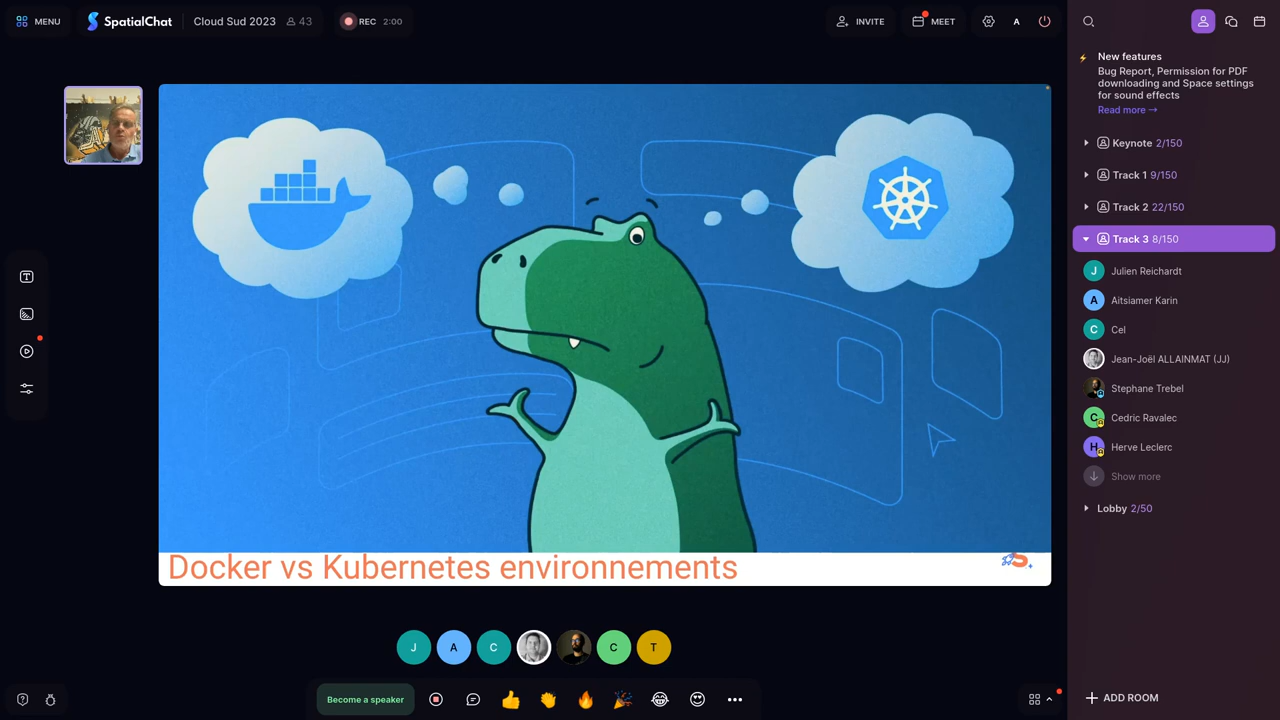 MENU
SpatialChat
Cloud Sud 2023
43
REC 2:00
INVITE
MEET
A
New features
Bug Report, Permission for PDF
downloading and Space settings
for sound effects
Read more →
Keynote 2/150
Track 1 9/150
Track 2 22/150
Track 3 8/150
J Julien Reichardt
A Aitsiamer Karin
C Cel
Jean-Joël ALLAINMAT (JJ)
Stephane Trebel
C Cedric Ravalec
H Herve Leclerc
Show more
Lobby 2/50
Docker vs Kubernetes environnements
J A C C T
Become a speaker
ADD ROOM